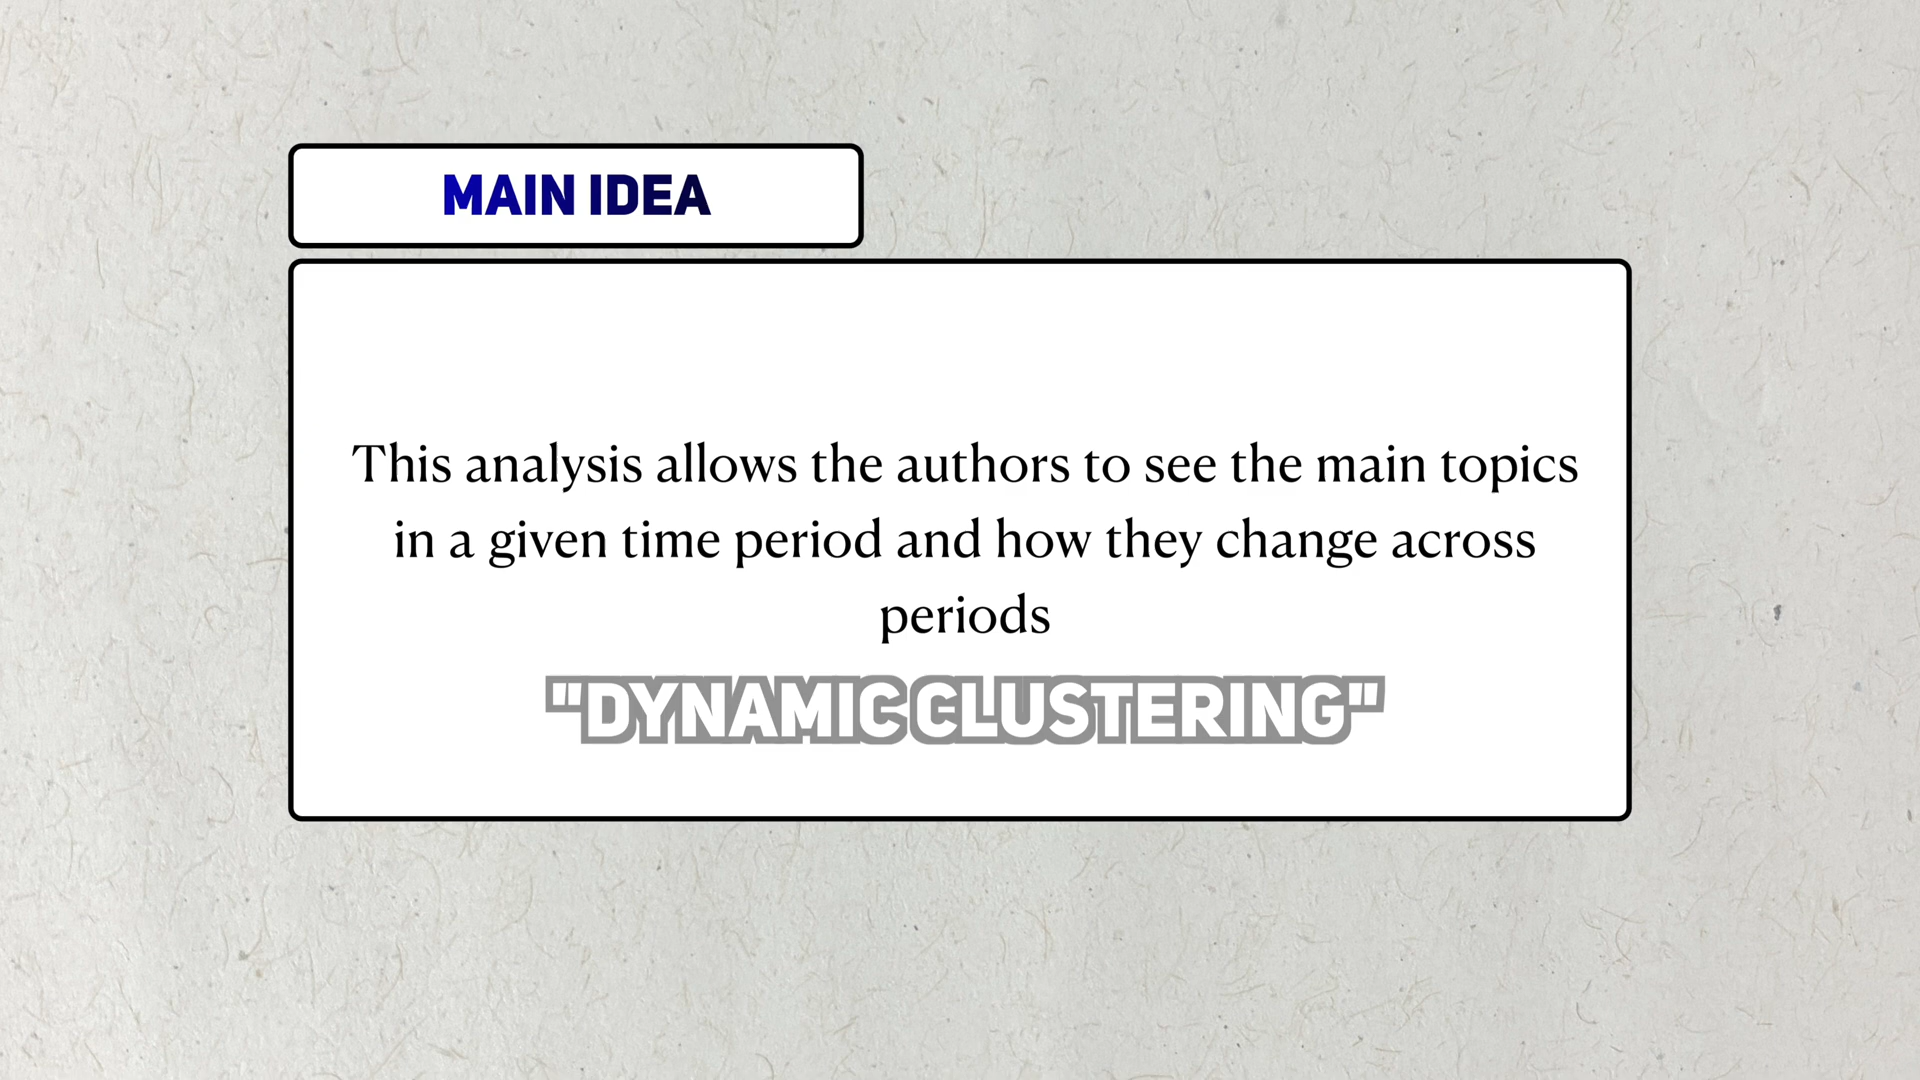 MAIN IDEA
This analysis allows the authors to see the main topics
in a given time period and how they change across
periods
"DYNAMIC CLUSTERING"